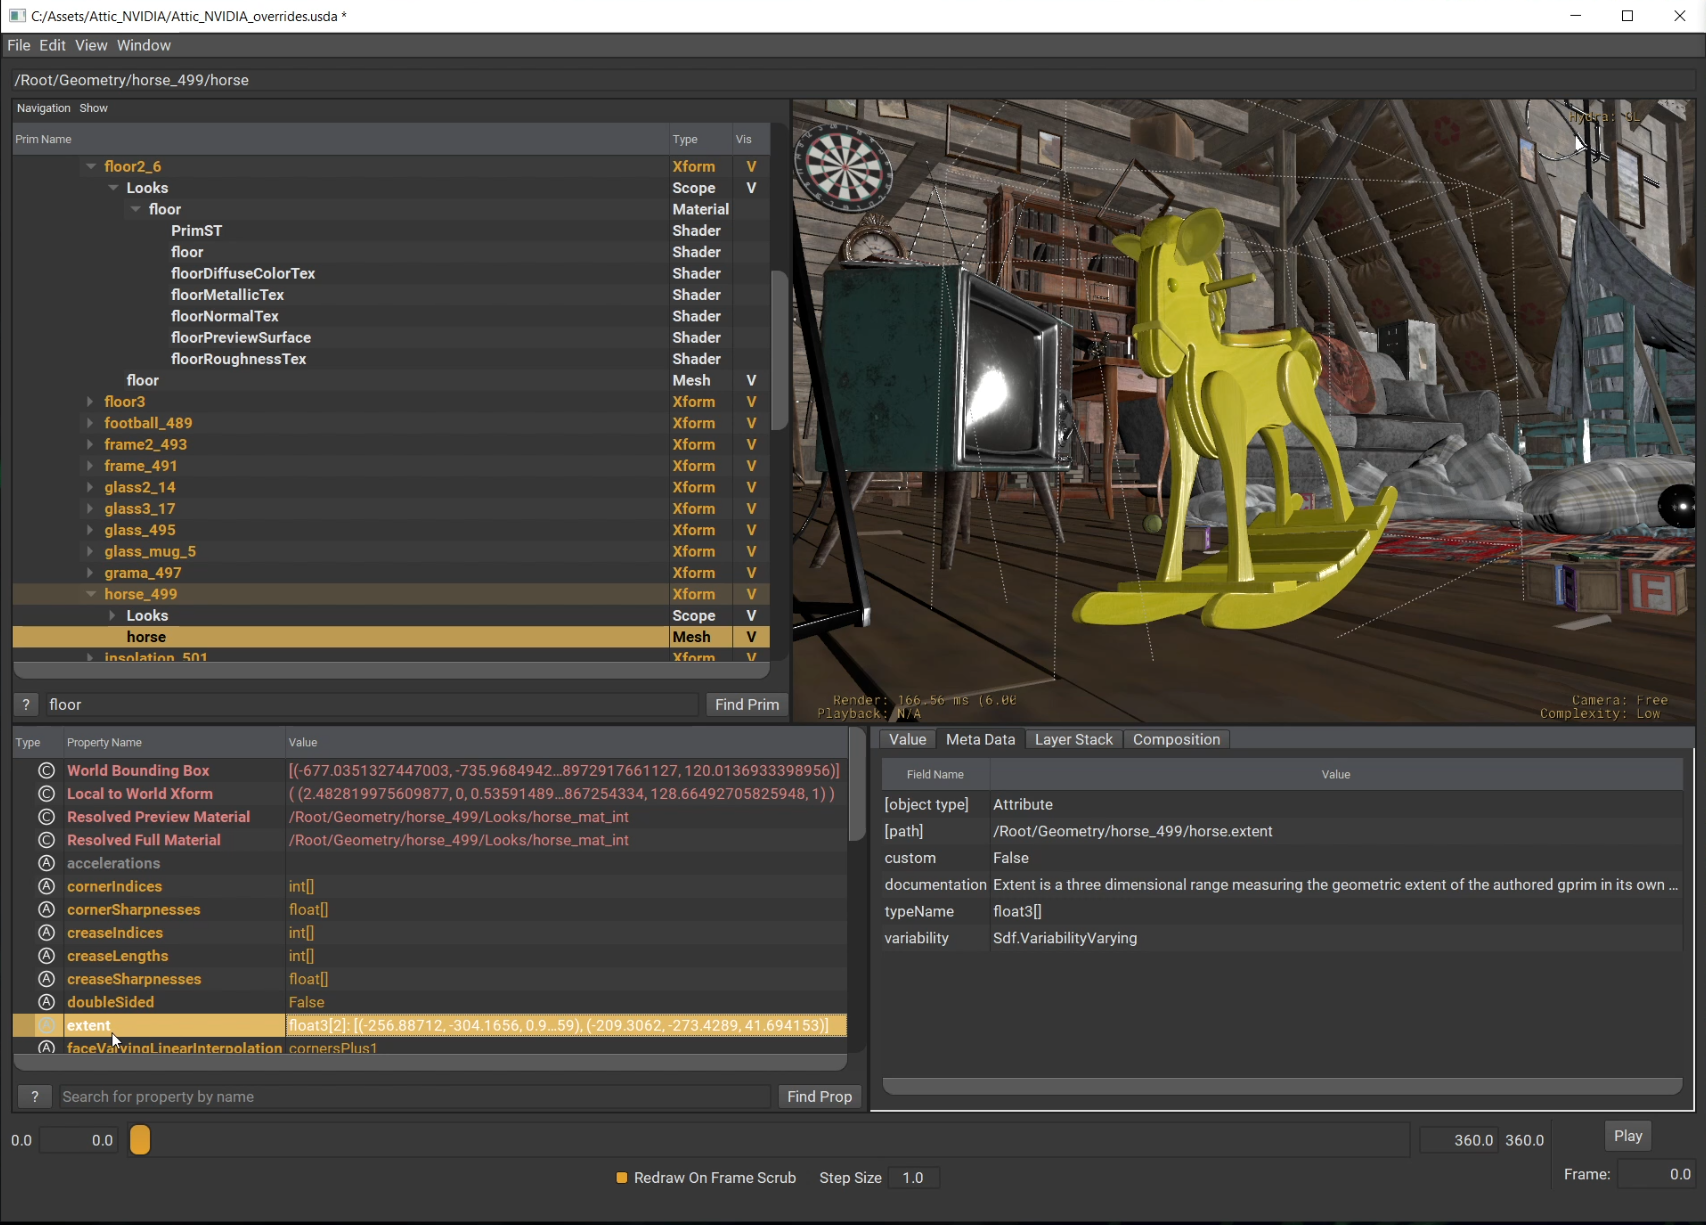 C:/Assets/Attic_NVIDIA/Attic_NVIDIA_overrides.usda *
File Edit View Window
/Root/Geometry/horse_499/horse
Navigation Show
Prim Name Type Vis
floor2_6 Xform V
Looks Scope V
floor Material
PrimST Shader
floor Shader
floorDiffuseColorTex Shader
floorMetallicTex Shader
floorNormalTex Shader
floorPreviewSurface Shader
floorRoughnessTex Shader
floor Mesh V
floor3 Xform V
football_489 Xform V
frame2_493 Xform V
frame_491 Xform V
glass2_14 Xform V
glass3_17 Xform V
glass_495 Xform V
glass_mug_5 Xform V
grama_497 Xform V
horse_499 Xform V
Looks Scope V
horse Mesh V
insolation_501 Xform V
? floor Find Prim
Hydra: GL
F
Render: 166.56 ms (6.00
Playback: N/A
Camera: Free
Complexity: Low
Type Property Name Value
C World Bounding Box [(-677.0351327447003, -735.9684942...8972917661127, 120.0136933398956)]
C Local to World Xform ( (2.482819975609877, 0, 0.53591489...867254334, 128.66492705825948, 1) )
C Resolved Preview Material /Root/Geometry/horse_499/Looks/horse_mat_int
C Resolved Full Material /Root/Geometry/horse_499/Looks/horse_mat_int
A accelerations
A cornerIndices int[]
A cornerSharpnesses float[]
A creaseIndices int[]
A creaseLengths int[]
A creaseSharpnesses float[]
A doubleSided False
A extent float3[2]: [(-256.88712, -304.1656, 0.9...59), (-209.3062, -273.4289, 41.694153)]
A faceVaryingLinearInterpolation cornersPlus1
? Search for property by name Find Prop
Value Meta Data Layer Stack Composition
Field Name Value
[object type] Attribute
[path] /Root/Geometry/horse_499/horse.extent
custom False
documentation Extent is a three dimensional range measuring the geometric extent of the authored gprim in its own ...
typeName float3[]
variability Sdf.VariabilityVarying
0.0 0.0 360.0 360.0 Play
Redraw On Frame Scrub Step Size 1.0 Frame: 0.0